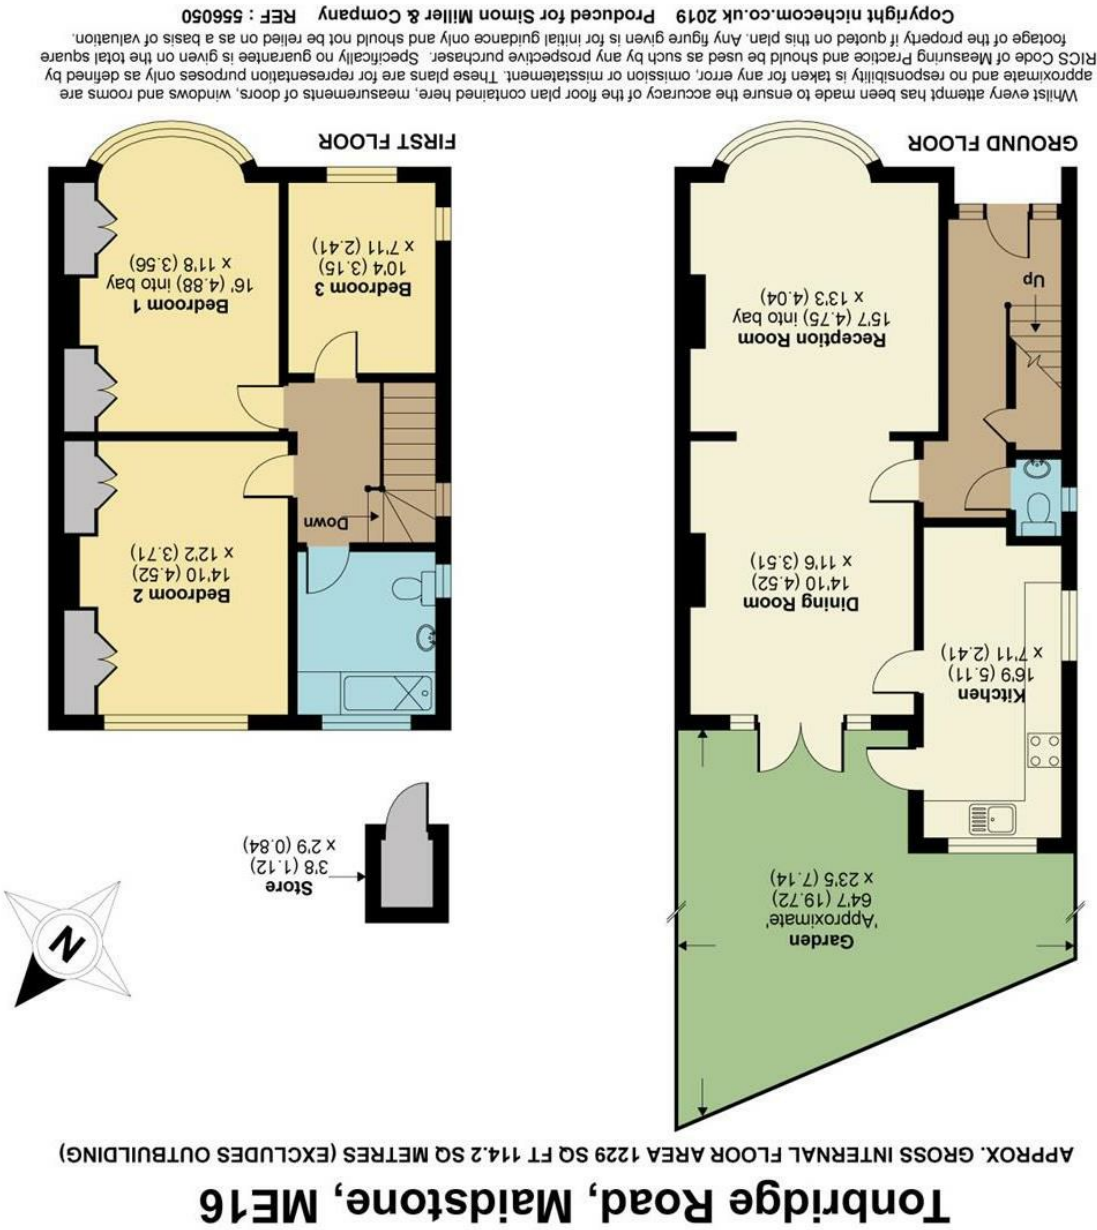 Tonbridge Road, Maidstone, ME16
APPROX. GROSS INTERNAL FLOOR AREA 1229 SQ FT 114.2 SQ METRES (EXCLUDES OUTBUILDING)
Garden
'Approximate'
64'7 (19.72)
x 23'5 (7.14)
Kitchen
16'9 (5.11)
x 7'11 (2.41)
Dining Room
14'10 (4.52)
x 11'6 (3.51)
Reception Room
15'7 (4.75) into bay
x 13'3 (4.04)
Up
GROUND FLOOR
N
Store
3'8 (1.12)
x 2'9 (0.84)
Bedroom 2
14'10 (4.52)
x 12'2 (3.71)
Down
Bedroom 3
10'4 (3.15)
x 7'11 (2.41)
Bedroom 1
16' (4.88) into bay
x 11'8 (3.56)
FIRST FLOOR
Whilst every attempt has been made to ensure the accuracy of the floor plan contained here, measurements of doors, windows and rooms are
approximate and no responsibility is taken for any error, omission or misstatement. These plans are for representation purposes only as defined by
RICS Code of Measuring Practice and should be used as such by any prospective purchaser. Specifically no guarantee is given on the total square
footage of the property if quoted on this plan. Any figure given is for initial guidance only and should not be relied on as a basis of valuation.
Copyright nichecom.co.uk 2019 Produced for Simon Miller & Company REF : 556050